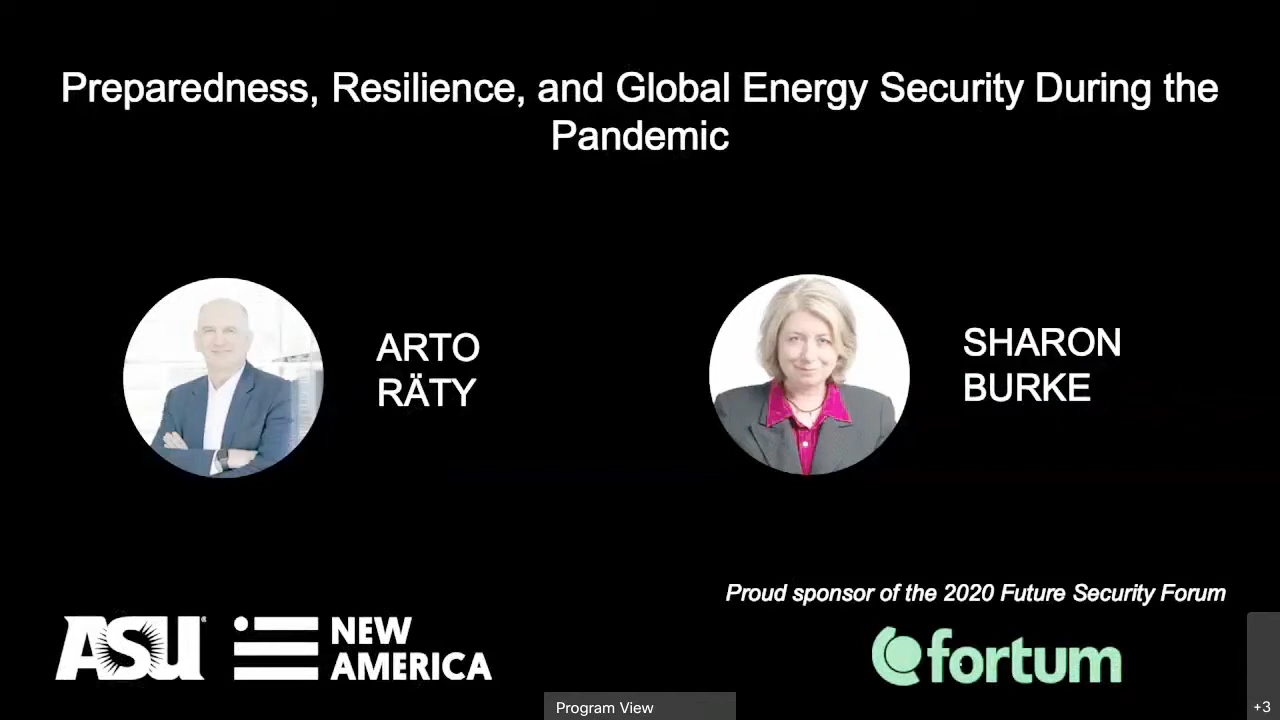 Preparedness, Resilience, and Global Energy Security During the
Pandemic
ARTO
RÄTY
SHARON
BURKE
Proud sponsor of the 2020 Future Security Forum
ASU
NEW
AMERICA
fortum
Program View
+3